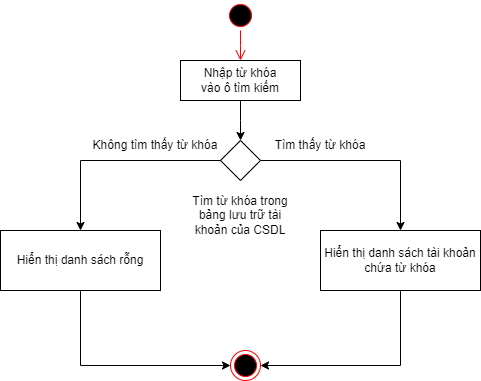 Nhập từ khóa
vào ô tìm kiếm
Không tìm thấy từ khóa
Tìm thấy từ khóa
Tìm từ khóa trong
bảng lưu trữ tài
khoản của CSDL
Hiển thị danh sách rỗng
Hiển thị danh sách tài khoản
chứa từ khóa